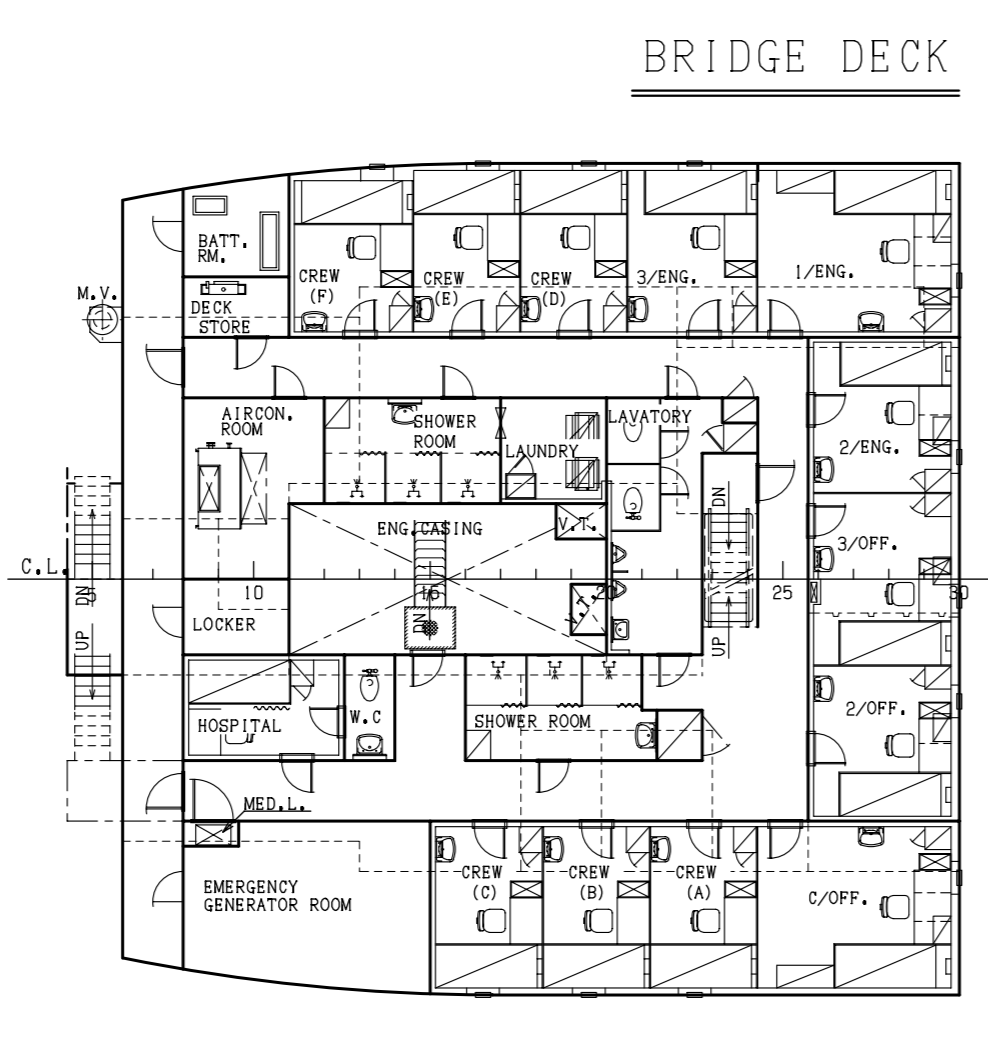 BRIDGE DECK
BATT.
RM.
CREW
(F)
CREW
(E)
CREW
(D)
3/ENG.
1/ENG.
M.V.
DECK
STORE
AIRCON.
ROOM
SHOWER
ROOM
LAVATORY
LAUNDRY
2/ENG.
ENG.CASING
V.T.
DN
3/OFF.
C.L.
DN
5
10
15
20
25
30
V.T.
LOCKER
DN
UP
UP
HOSPITAL
W.C
SHOWER ROOM
2/OFF.
MED.L.
EMERGENCY
GENERATOR ROOM
CREW
(C)
CREW
(B)
CREW
(A)
C/OFF.